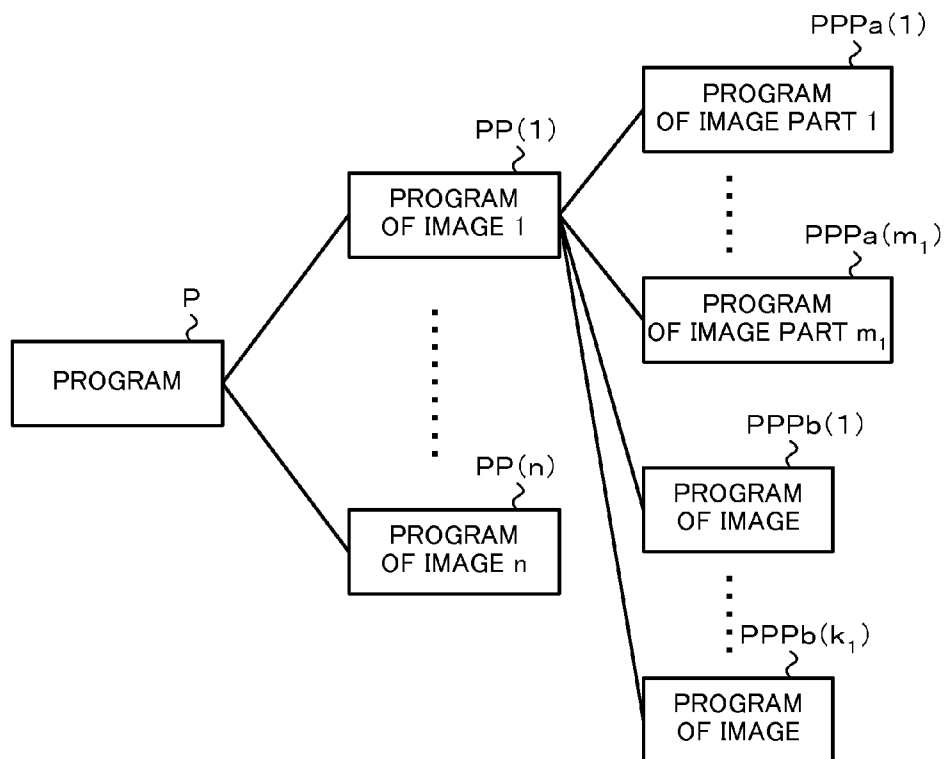 PPPa(1)
PROGRAM
OF IMAGE PART 1
PP(1)
PROGRAM
OF IMAGE 1
PPPa(m₁)
PROGRAM
OF IMAGE PART m₁
P
PROGRAM
PPPb(1)
PROGRAM
OF IMAGE
PP(n)
PROGRAM
OF IMAGE n
PPPb(k₁)
PROGRAM
OF IMAGE